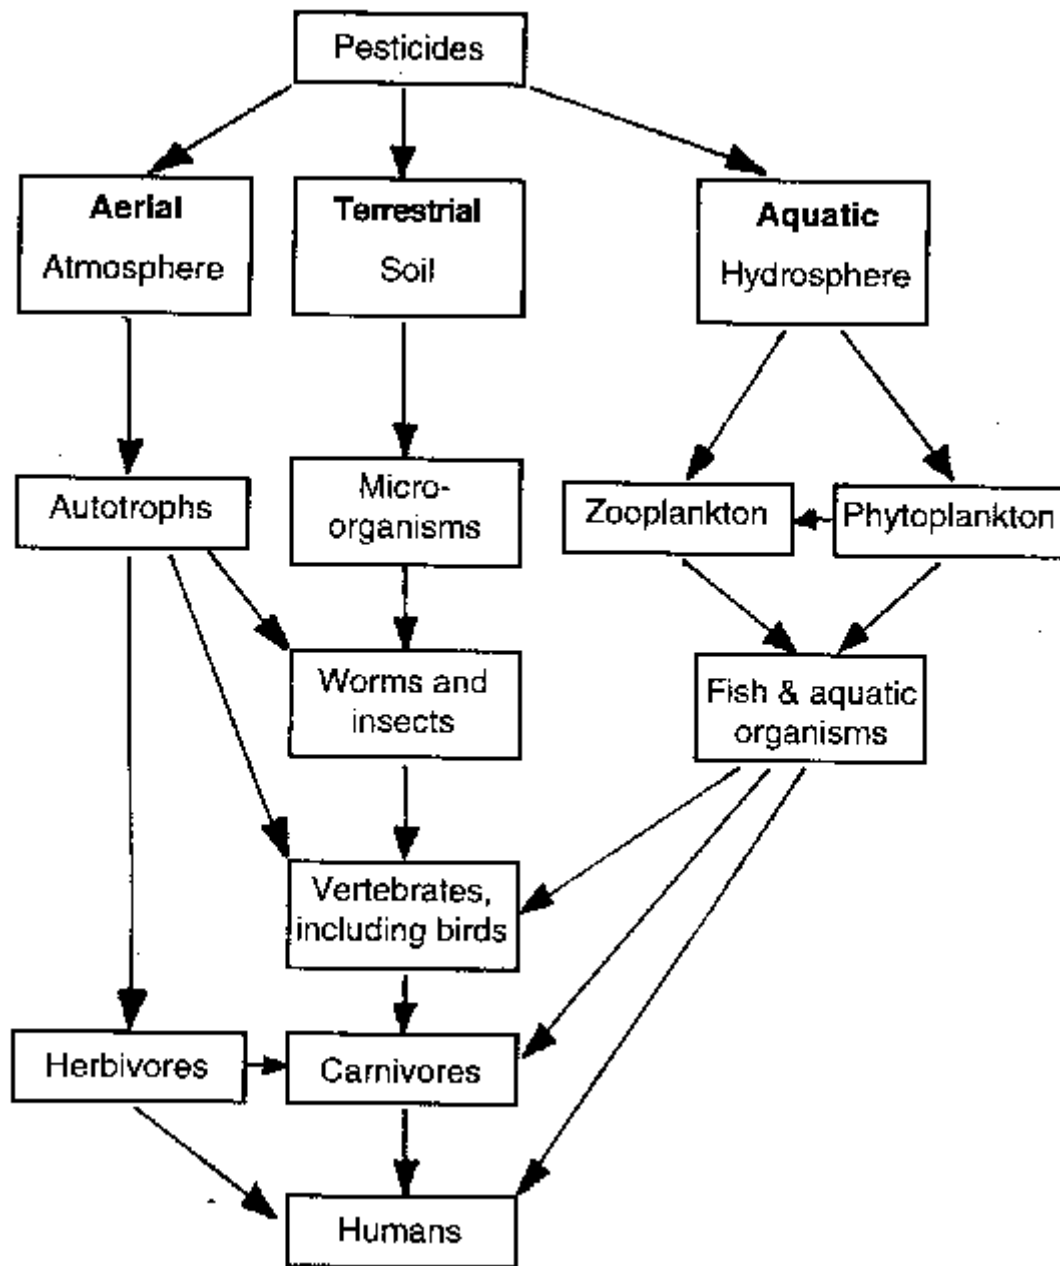 Pesticides
Aerial
Atmosphere
Terrestrial
Soil
Aquatic
Hydrosphere
Autotrophs
Micro-
organisms
Zooplankton
Phytoplankton
Worms and
insects
Fish & aquatic
organisms
Vertebrates,
including birds
Herbivores
Carnivores
Humans